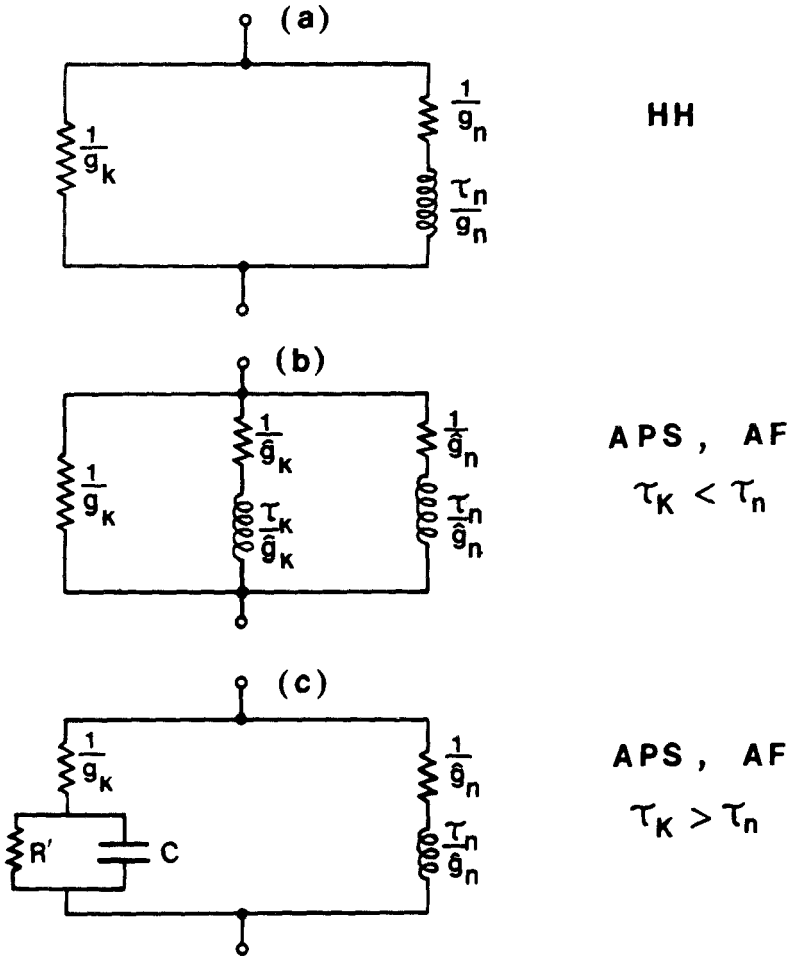 (a)
1/g_k
1/g_n
τ_n/g_n
HH
(b)
1/g_K
1/ĝ_K
τ_K/ĝ_K
1/ĝ_n
τ_n/ĝ_n
APS, AF
τ_K < τ_n
(c)
1/g_K
R′
C
1/ĝ_n
τ_n/ĝ_n
APS, AF
τ_K > τ_n